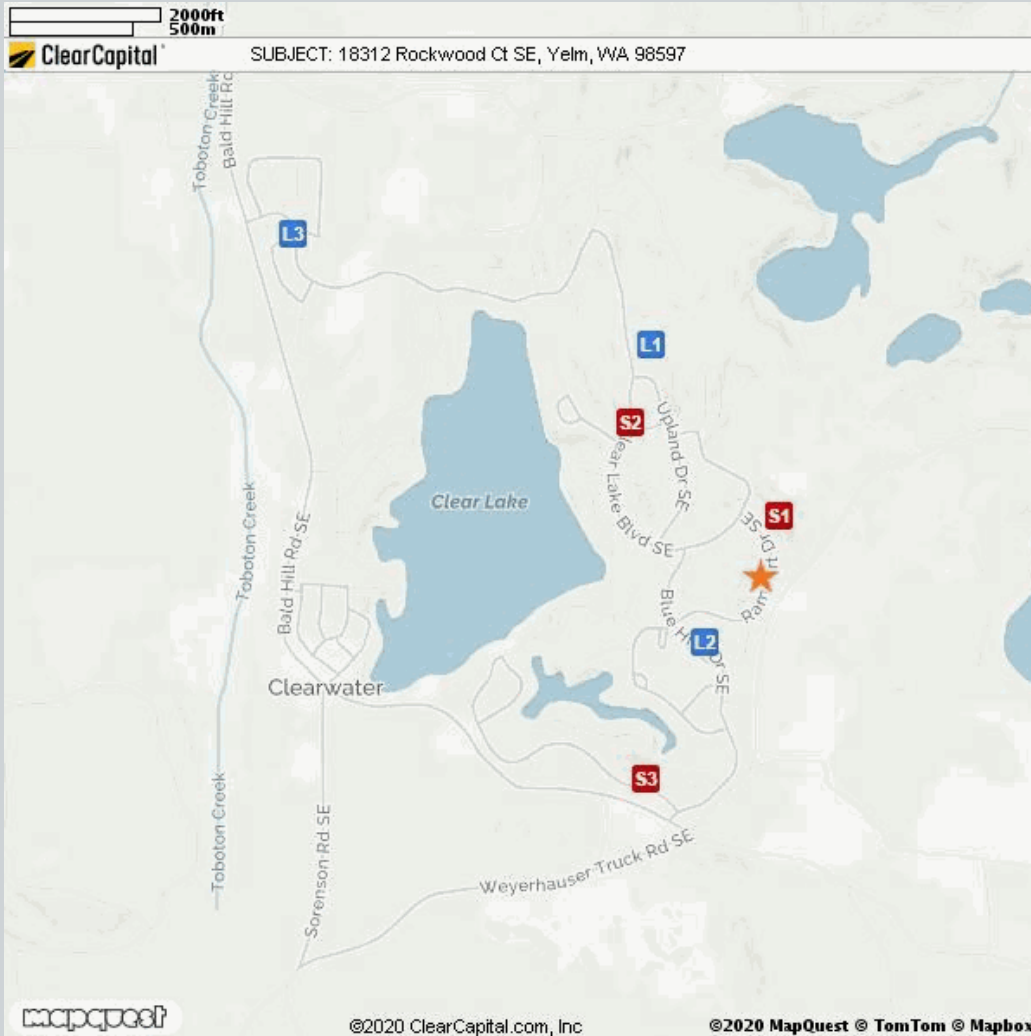 2000ft
500m
ClearCapital
SUBJECT: 18312 Rockwood Ct SE, Yelm, WA 98597
Toboton Creek
Bald Hill Rd
L3
L1
S2
Upland Dr SE
Clear Lake
lear Lake Blvd SE
S1
Dr SE
Toboton Creek
Bald Hill Rd SE
Ram
Blue H
Dr SE
L2
Clearwater
S3
Toboton Creek
Sorenson Rd SE
Weyerhauser Truck Rd SE
mapquest
©2020 ClearCapital.com, Inc
©2020 MapQuest © TomTom © Mapbox